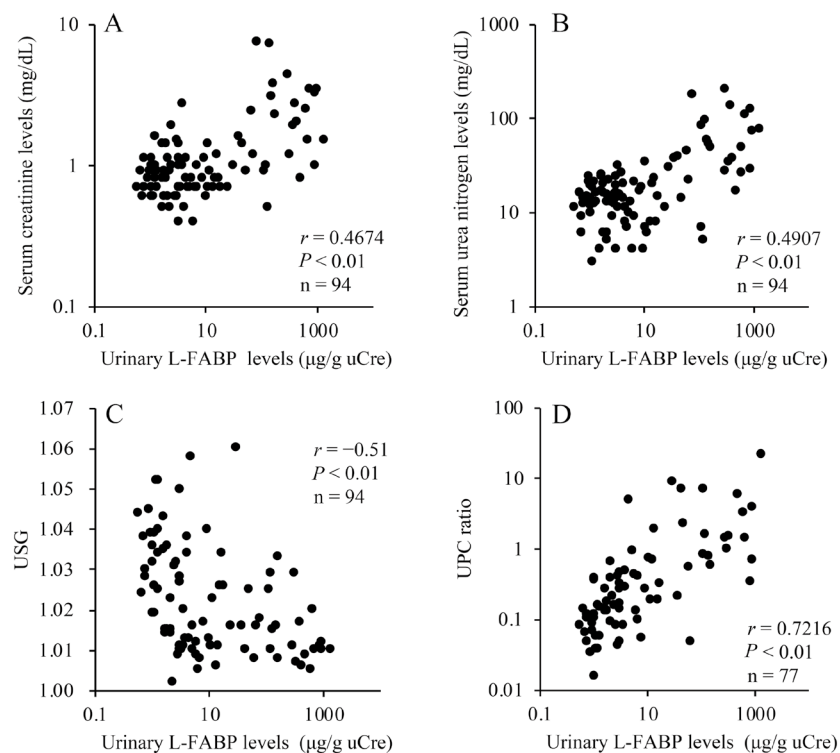 A
Serum creatinine levels (mg/dL)
10
1
0.1
r = 0.4674
P < 0.01
n = 94
0.1 10 1000
Urinary L-FABP levels (μg/g uCre)
B
Serum urea nitrogen levels (mg/dL)
1000
100
10
1
r = 0.4907
P < 0.01
n = 94
0.1 10 1000
Urinary L-FABP levels (μg/g uCre)
C
USG
1.07
1.06
1.05
1.04
1.03
1.02
1.01
1.00
r = −0.51
P < 0.01
n = 94
0.1 10 1000
Urinary L-FABP levels (μg/g uCre)
D
UPC ratio
100
10
1
0.1
0.01
r = 0.7216
P < 0.01
n = 77
0.1 10 1000
Urinary L-FABP levels (μg/g uCre)